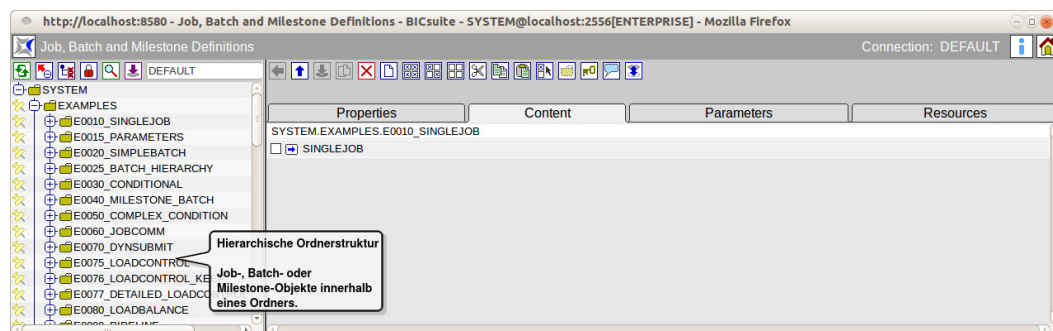 http://localhost:8580 - Job, Batch and Milestone Definitions - BICsuite - SYSTEM@localhost:2556[ENTERPRISE] - Mozilla Firefox
Job, Batch and Milestone Definitions
Connection: DEFAULT
DEFAULT
SYSTEM
EXAMPLES
E0010_SINGLEJOB
E0015_PARAMETERS
E0020_SIMPLEBATCH
E0025_BATCH_HIERARCHY
E0030_CONDITIONAL
E0040_MILESTONE_BATCH
E0050_COMPLEX_CONDITION
E0060_JOBCOMM
E0070_DYNSUBMIT
E0075_LOADCONTROL
E0076_LOADCONTROL_KE
E0077_DETAILED_LOADCO
E0080_LOADBALANCE
Properties
Content
Parameters
Resources
SYSTEM.EXAMPLES.E0010_SINGLEJOB
SINGLEJOB
Hierarchische Ordnerstruktur
Job-, Batch- oder
Milestone-Objekte innerhalb
eines Ordners.